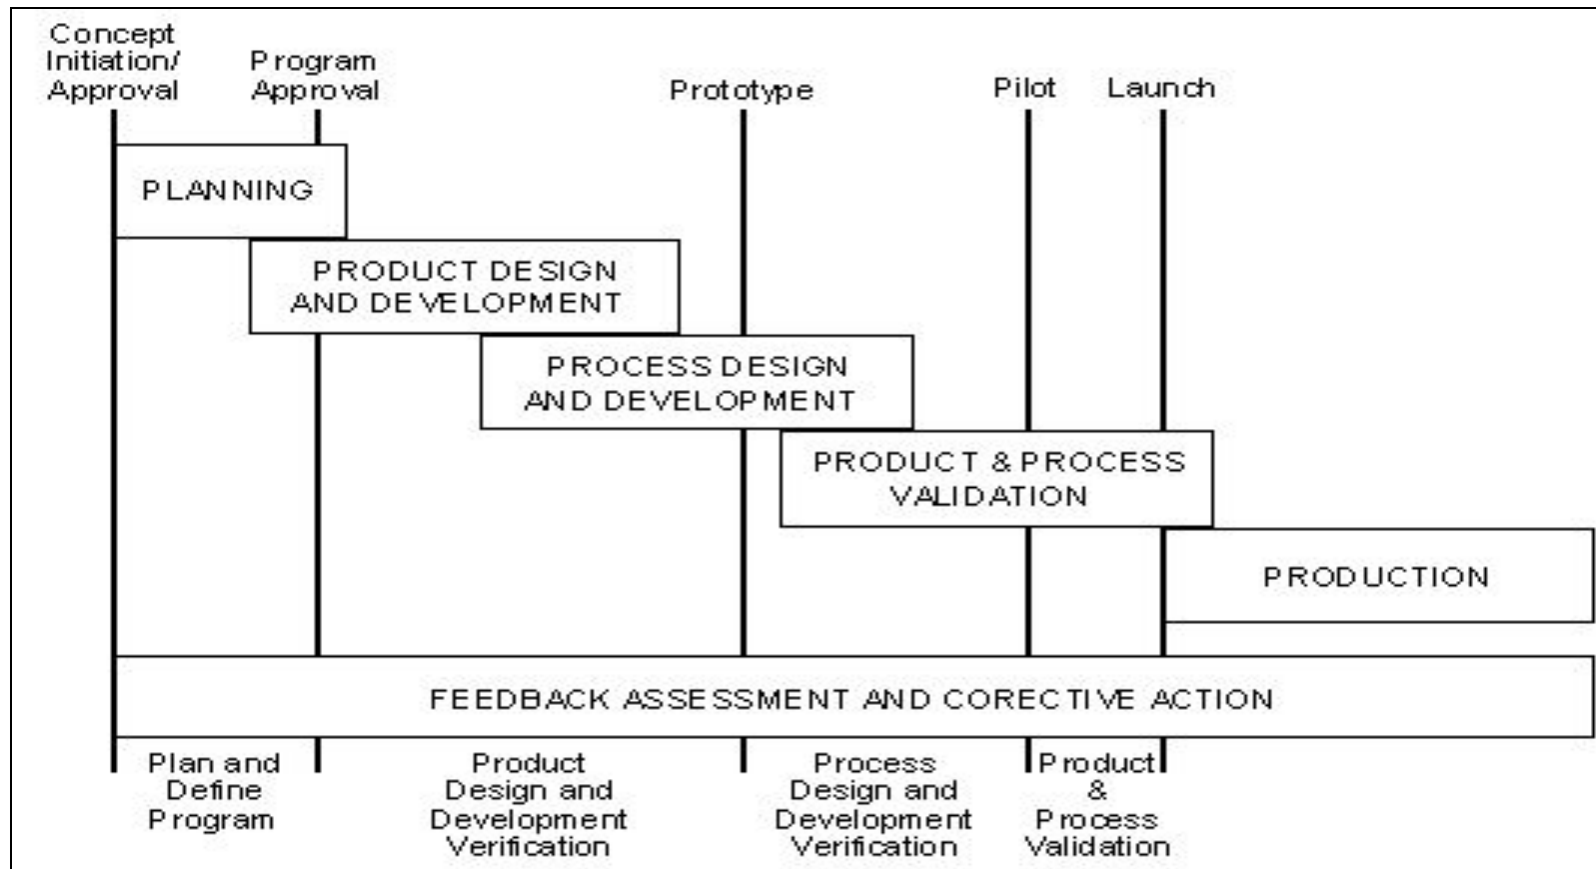 Concept
Initiation/
Approval
Program
Approval
Prototype
Pilot
Launch
PLANNING
PRODUCT DESIGN
AND DEVELOPMENT
PROCESS DESIGN
AND DEVELOPMENT
PRODUCT & PROCESS
VALIDATION
PRODUCTION
FEEDBACK ASSESSMENT AND CORECTIVE ACTION
Plan and
Define
Program
Product
Design and
Development
Verification
Process
Design and
Development
Verification
Product
&
Process
Validation